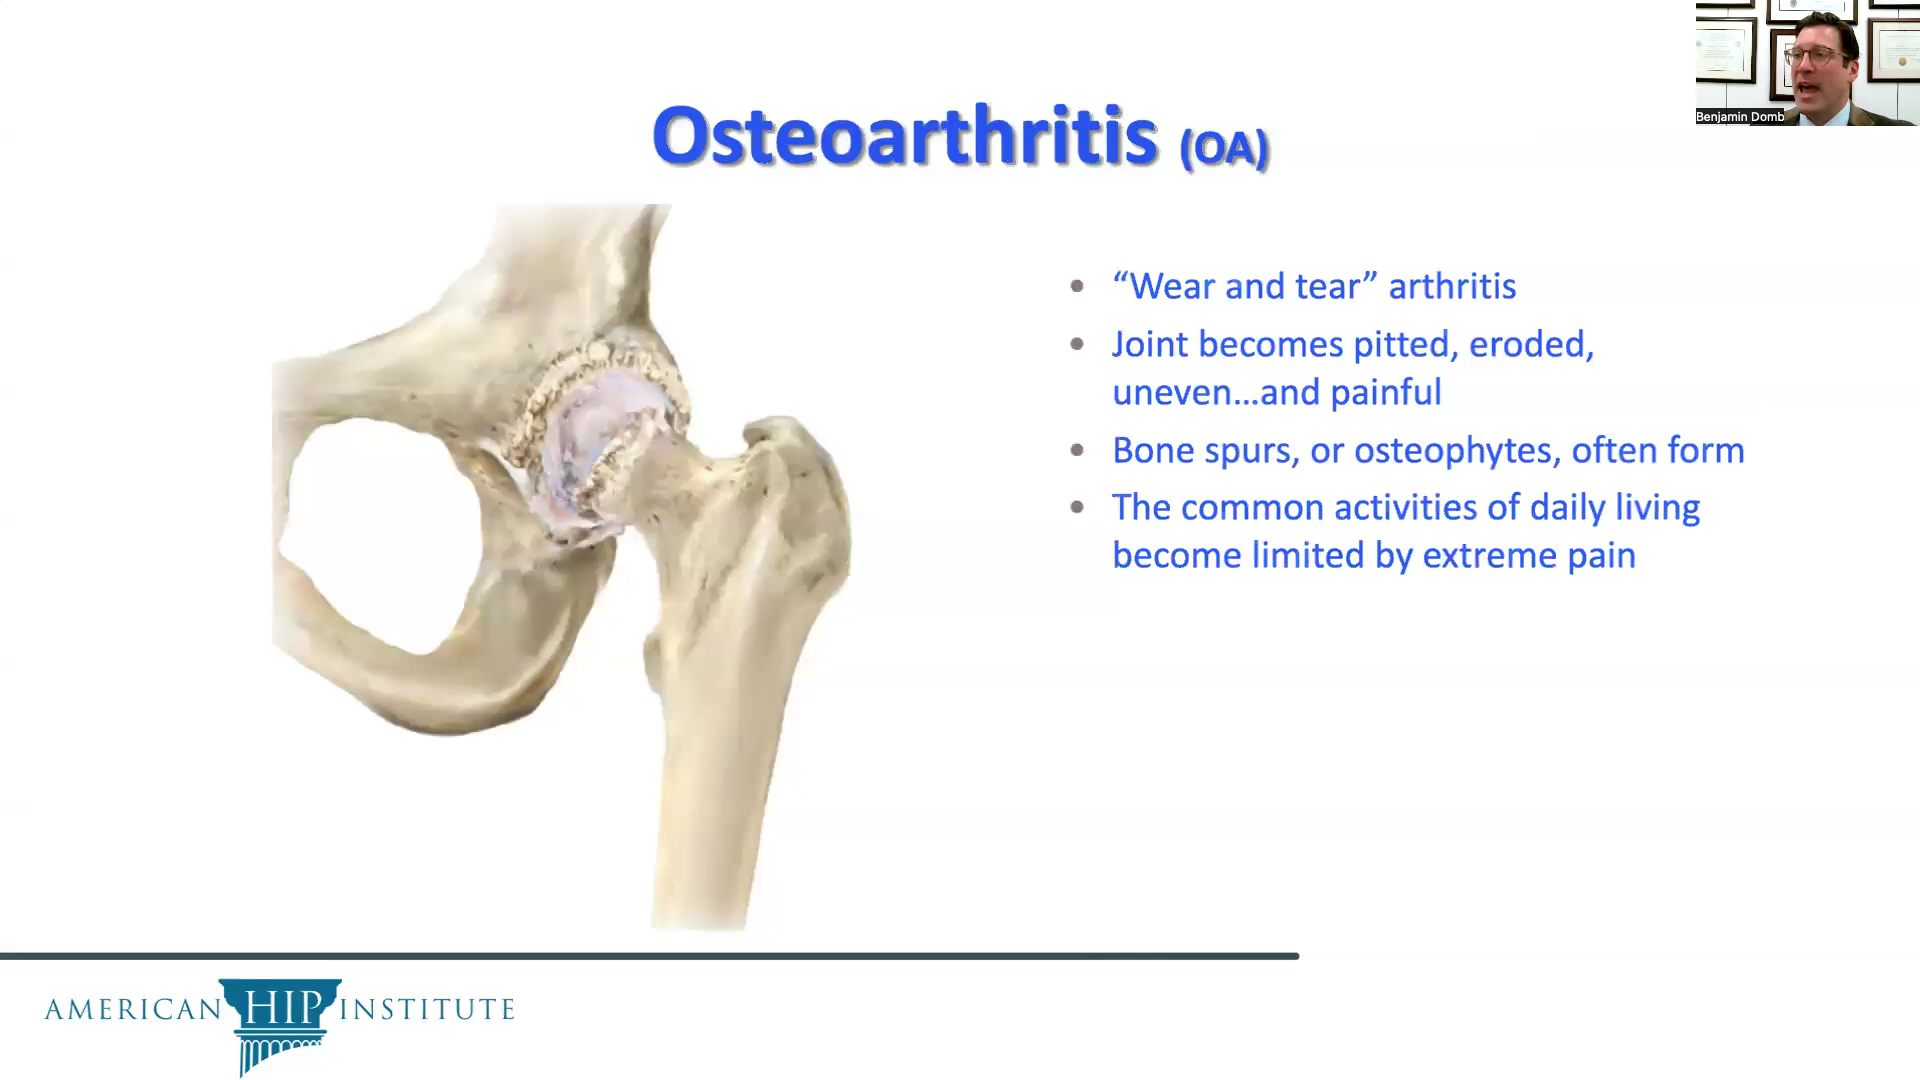 Benjamin Domb
Osteoarthritis (OA)
• “Wear and tear” arthritis
• Joint becomes pitted, eroded,
uneven...and painful
• Bone spurs, or osteophytes, often form
• The common activities of daily living
become limited by extreme pain
AMERICAN HIP INSTITUTE